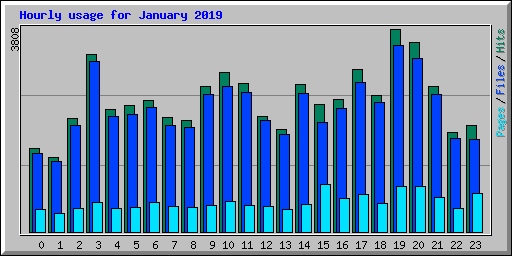 Hourly usage for January 2019
3808
Pages/Files/Hits
0 1 2 3 4 5 6 7 8 9 10 11 12 13 14 15 16 17 18 19 20 21 22 23